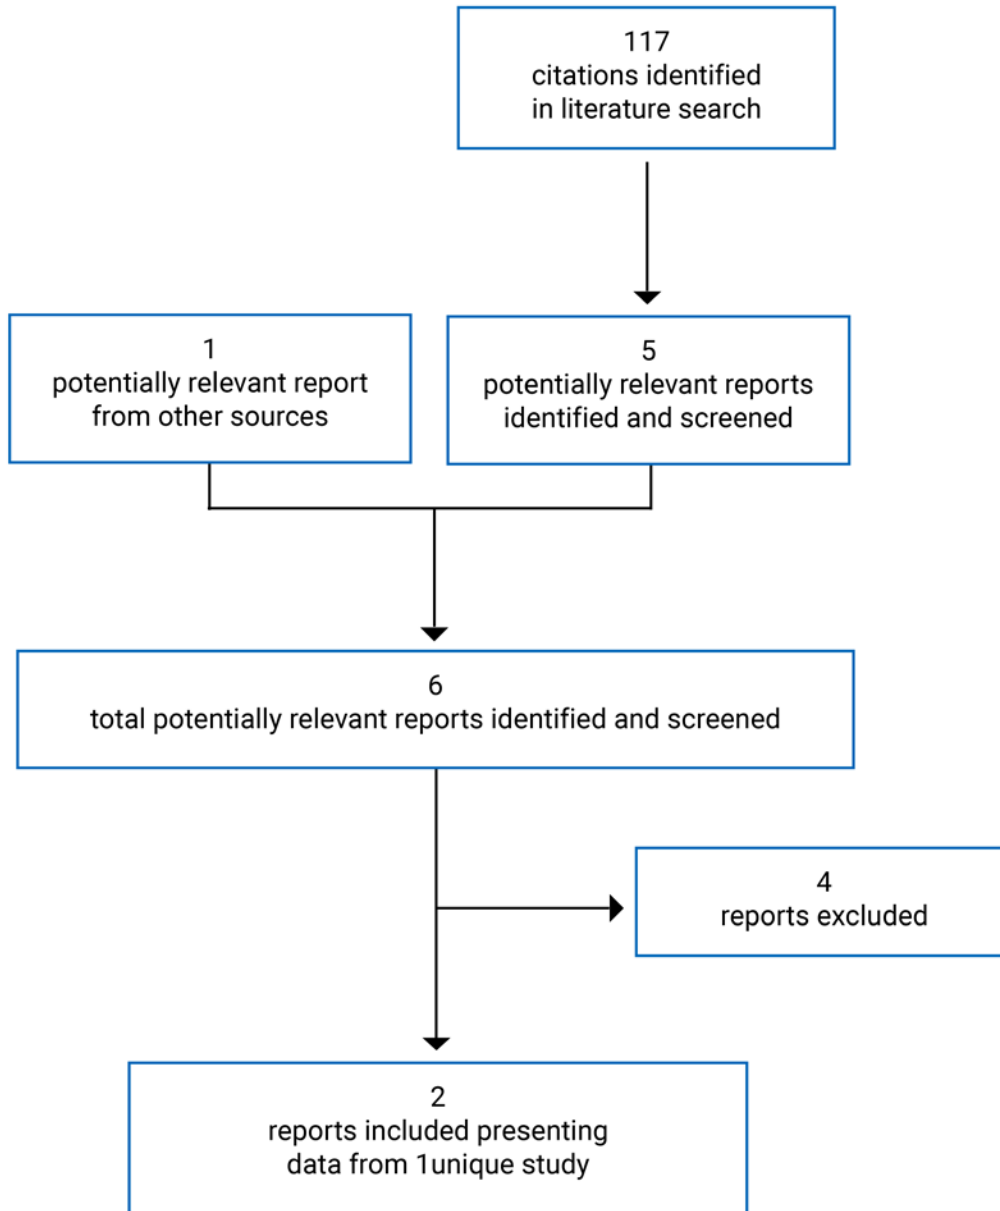 117
citations identified
in literature search
1
potentially relevant report
from other sources
5
potentially relevant reports
identified and screened
6
total potentially relevant reports identified and screened
4
reports excluded
2
reports included presenting
data from 1unique study